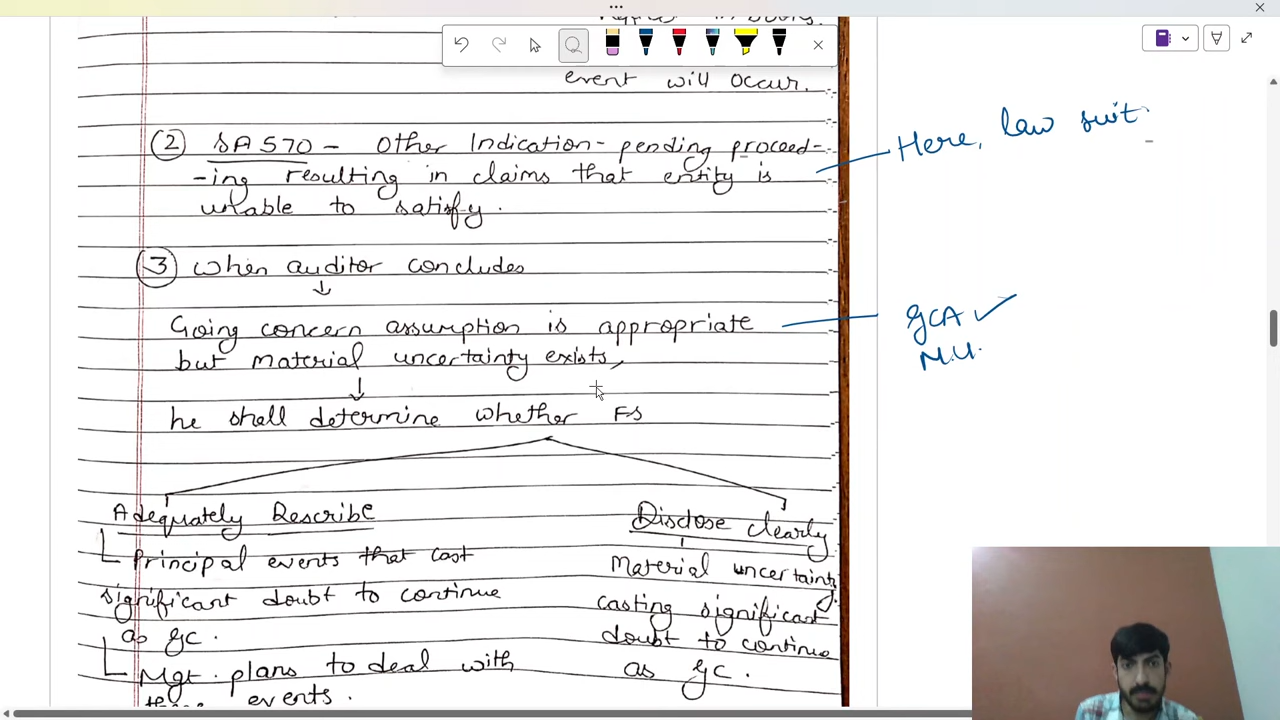 event will occur.
② SA 570 - Other Indication - pending proceed-
-ing resulting in claims that entity is
unable to satisfy.
Here, law suit
③ When auditor concludes
↓
Going concern assumption is appropriate
but material uncertainty exists,
GCA ✓
M.U.
↓
he shall determine whether FS
Adequately Describe
Principal events that cast
significant doubt to continue
as GC.
Mgt. plans to deal with
these events.
Disclose clearly
Material uncertainty
casting significant
doubt to continue
as GC.